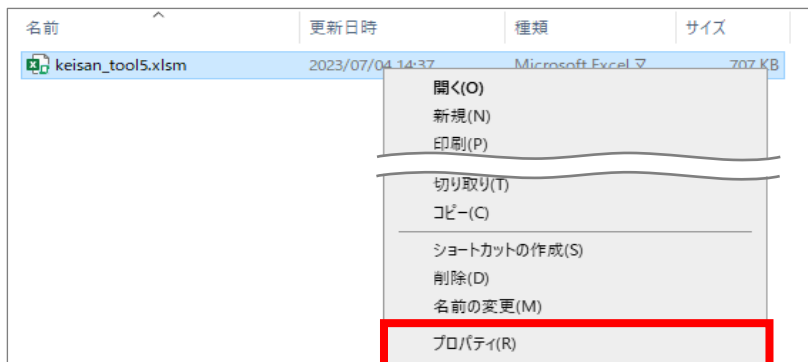 名前 更新日時 種類 サイズ
keisan_tool5.xlsm 2023/07/04 14:37 Microsoft Excel マ 707 KB
開く(O)
新規(N)
印刷(P)
切り取り(T)
コピー(C)
ショートカットの作成(S)
削除(D)
名前の変更(M)
プロパティ(R)